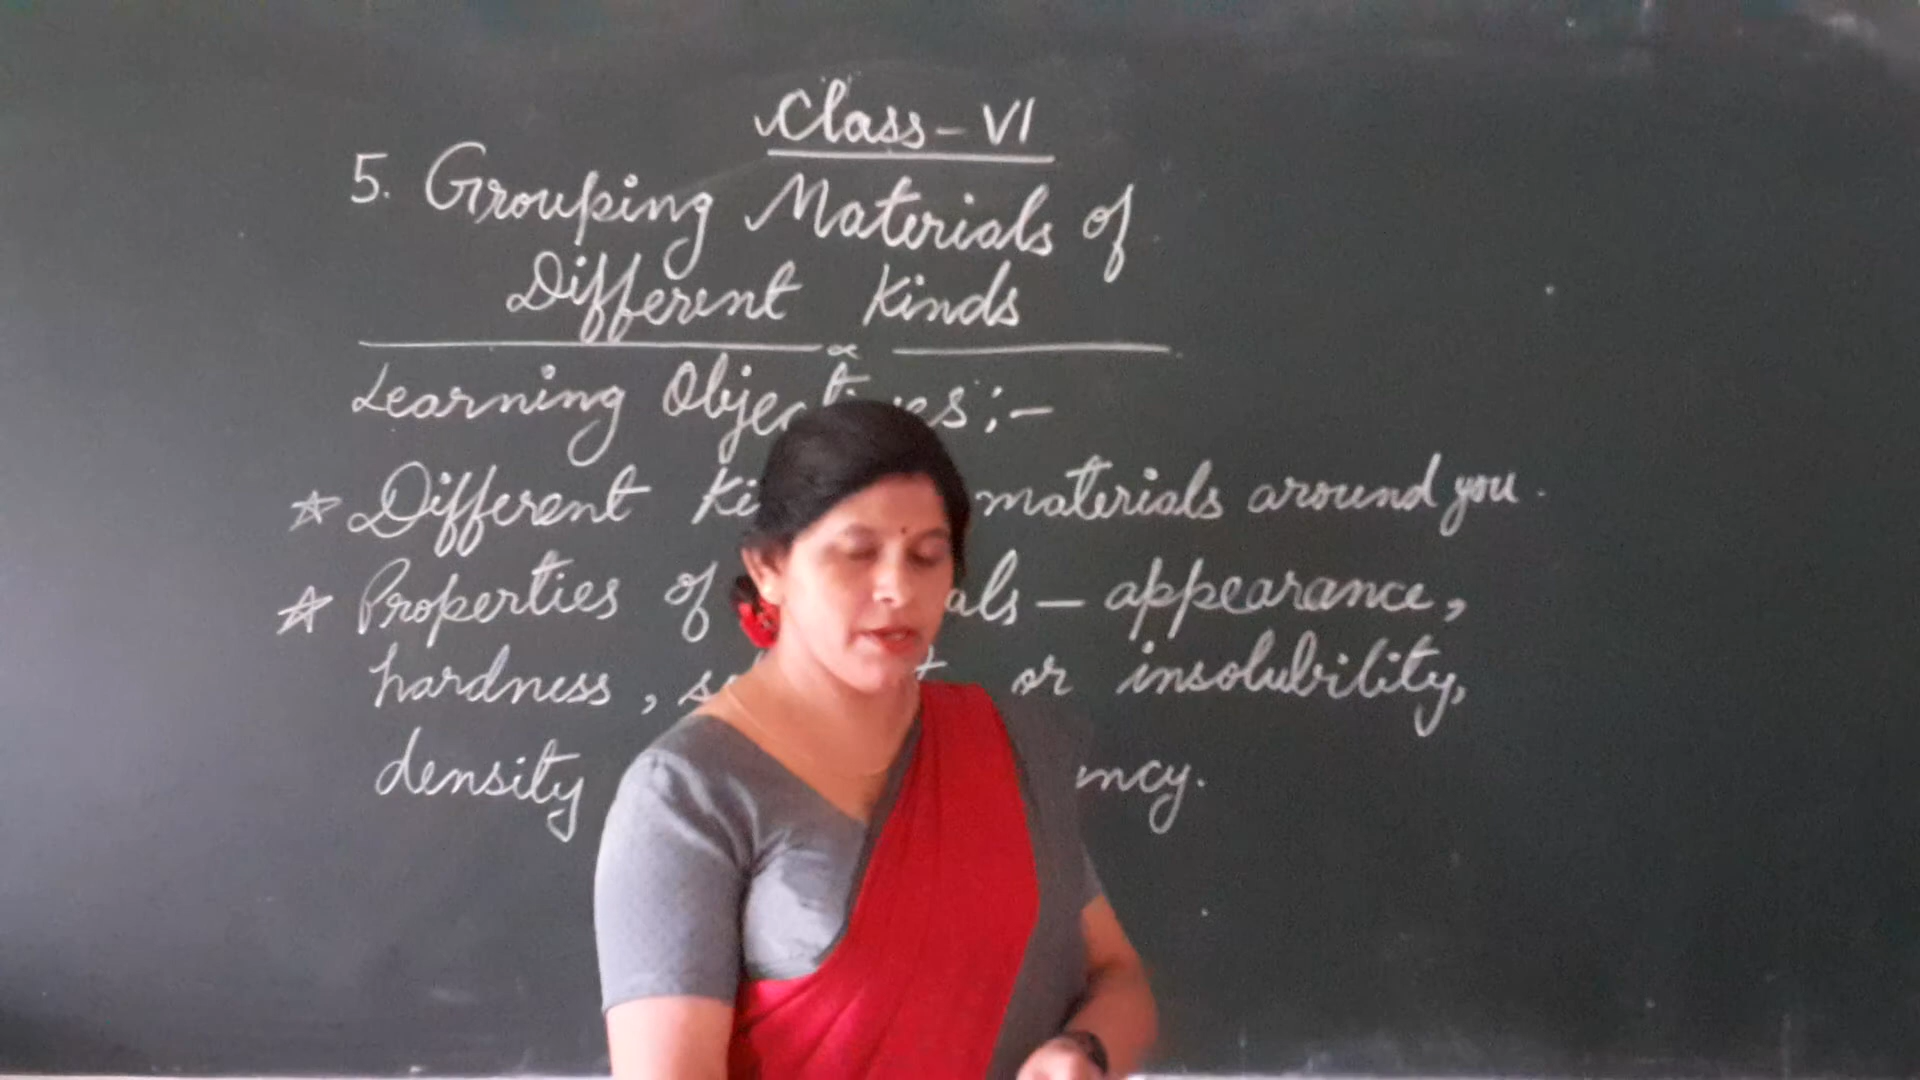 Class - VI
5. Grouping Materials of
Different Kinds
Learning Objectives :-
☆ Different materials around you.
☆ Properties of - appearance,
hardness, or insolubility,
density